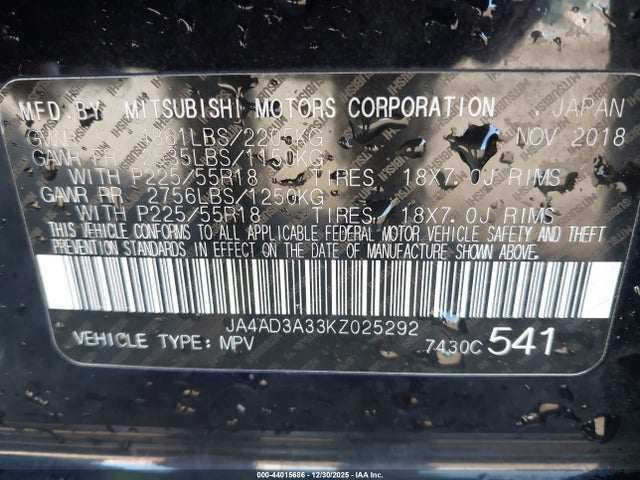 MFD.BY MITSUBISHI MOTORS CORPORATION JAPAN
GVWR 4861LBS/2205KG NOV 2018
GAWR FR 2535LBS/1150KG
WITH P225/55R18 TIRES 18X7.0J RIMS
GAWR RR 2756LBS/1250KG
WITH P225/55R18 TIRES, 18X7.0J RIMS
THIS VEHICLE CONFORMS TO ALL APPLICABLE FEDERAL MOTOR VEHICLE SAFETY AND THEFT
PREVENTION STANDARDS IN EFFECT ON THE DATE OF MANUFACTURE SHOWN ABOVE.
JA4AD3A33KZ025292
VEHICLE TYPE: MPV 7430C 541
000-44015686 - 12/30/2025 - IAA Inc.